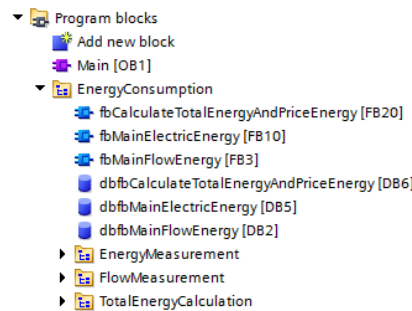 Program blocks
Add new block
Main [OB1]
EnergyConsumption
fbCalculateTotalEnergyAndPriceEnergy [FB20]
fbMainElectricEnergy [FB10]
fbMainFlowEnergy [FB3]
dbfbCalculateTotalEnergyAndPriceEnergy [DB6]
dbfbMainElectricEnergy [DB5]
dbfbMainFlowEnergy [DB2]
EnergyMeasurement
FlowMeasurement
TotalEnergyCalculation